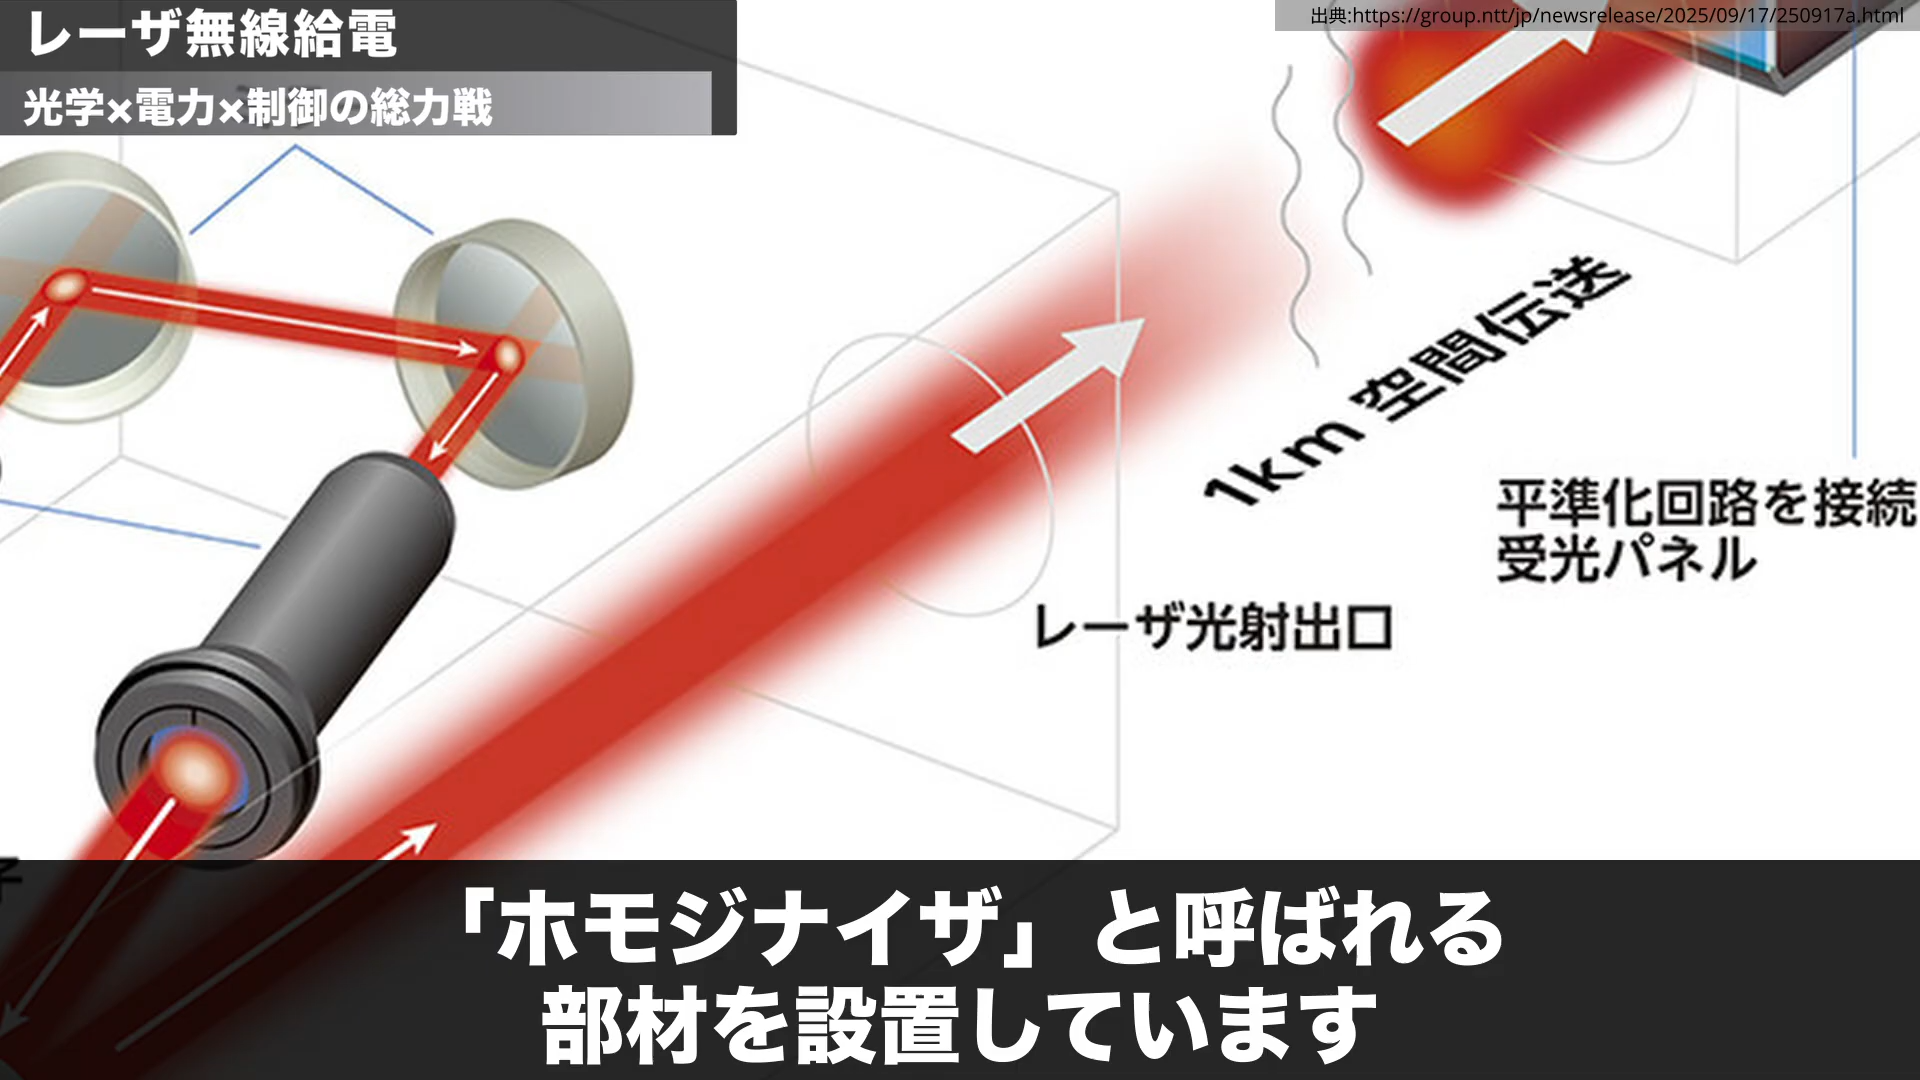 レーザ無線給電
光学×電力×制御の総力戦
出典:https://group.ntt/jp/newsrelease/2025/09/17/250917a.html
1km 空間伝送
平準化回路を接続
受光パネル
レーザ光射出口
子
「ホモジナイザ」と呼ばれる
部材を設置しています